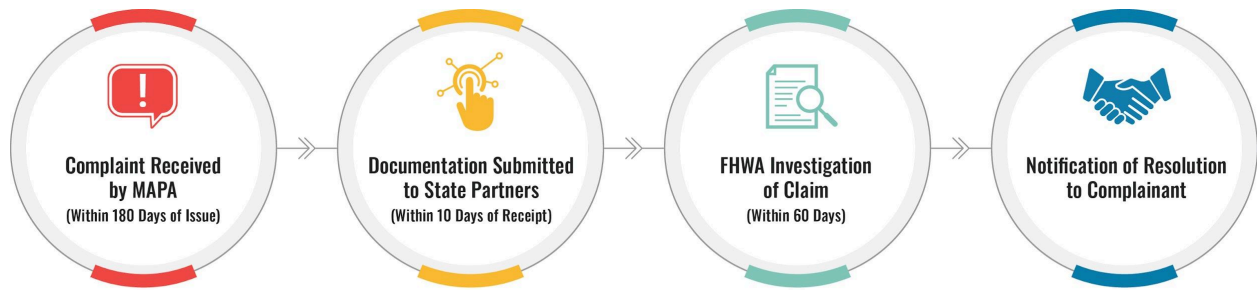 Complaint Received
by MAPA
(Within 180 Days of Issue)
Documentation Submitted
to State Partners
(Within 10 Days of Receipt)
FHWA Investigation
of Claim
(Within 60 Days)
Notification of Resolution
to Complainant